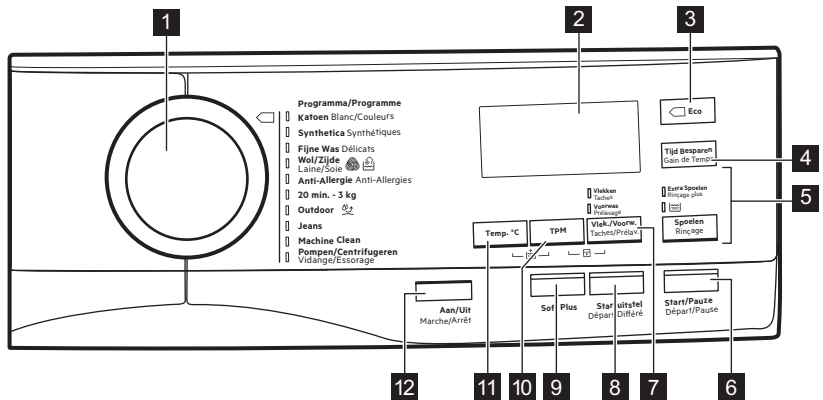 1
2
3
Programma/Programme
Katoen Blanc/Couleurs
Synthetica Synthétiques
Fijne Was Délicats
Wol/Zijde
Laine/Soie
Anti-Allergie Anti-Allergies
20 min. - 3 kg
Outdoor
Jeans
Machine Clean
Pompen/Centrifugeren
Vidange/Essorage
Eco
Tijd Besparen
Gain de Temps
4
5
Vlekken
Taches
Voorwas
Prélavage
Extra Spoelen
Rinçage plus
Temp. °C
TPM
Vlek./Voorw.
Taches/Prélav.
Spoelen
Rinçage
Aan/Uit
Marche/Arrêt
Soft Plus
Startuitstel
Départ Différé
Start/Pauze
Départ/Pause
12
11
10
9
8
7
6